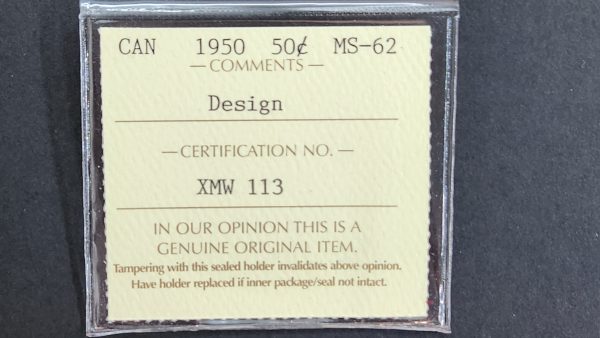 CAN 1950 50¢ MS-62
— COMMENTS —
Design
— CERTIFICATION NO. —
XMW 113
IN OUR OPINION THIS IS A
GENUINE ORIGINAL ITEM.
Tampering with this sealed holder invalidates above opinion.
Have holder replaced if inner package/seal not intact.